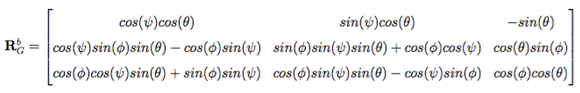 cos(ψ)cos(θ) sin(ψ)cos(θ) −sin(θ)
R_G^b = cos(ψ)sin(ϕ)sin(θ) − cos(ϕ)sin(ψ) sin(ϕ)sin(ψ)sin(θ) + cos(ϕ)cos(ψ) cos(θ)sin(ϕ)
cos(ϕ)cos(ψ)sin(θ) + sin(ϕ)sin(ψ) cos(ϕ)sin(ψ)sin(θ) − cos(ψ)sin(ϕ) cos(ϕ)cos(θ)